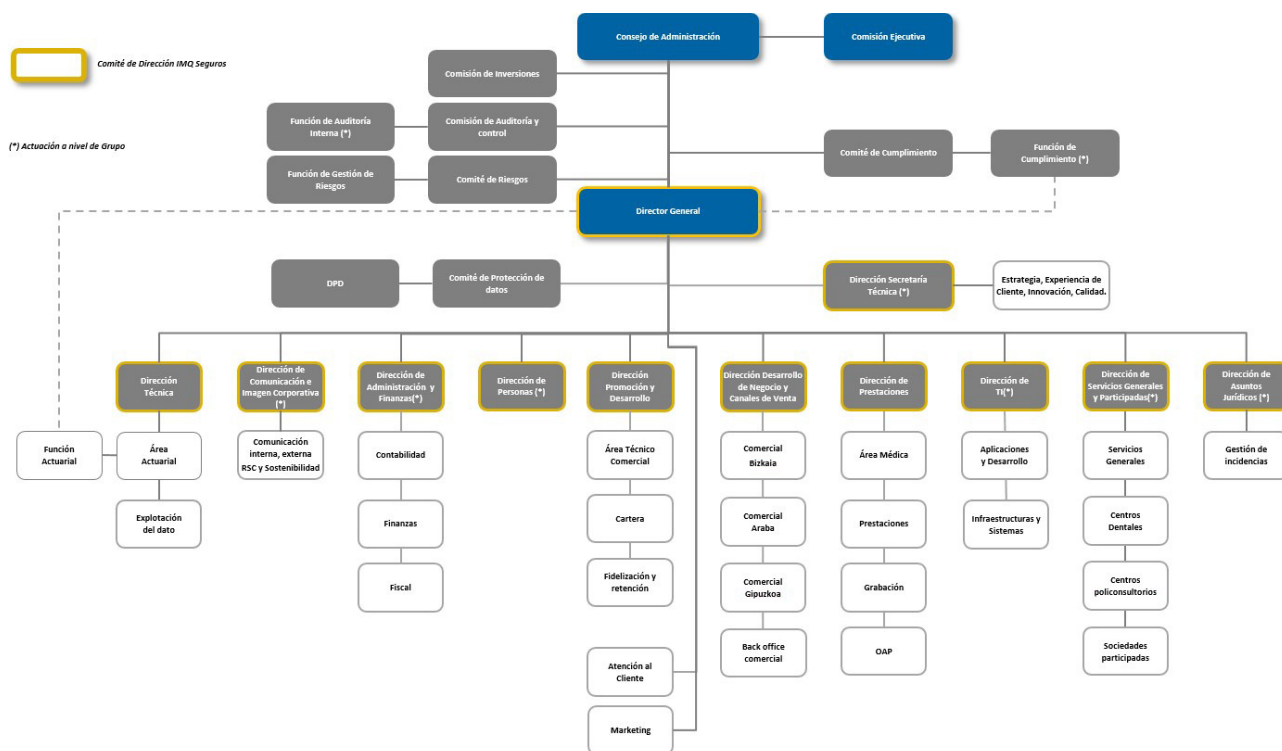 Consejo de Administración
Comisión Ejecutiva
Comité de Dirección IMQ Seguros
Comisión de Inversiones
Función de Auditoría
Interna (*)
Comisión de Auditoría y
control
(*) Actuación a nivel de Grupo
Comité de Cumplimiento
Función de
Cumplimiento (*)
Función de Gestión de
Riesgos
Comité de Riesgos
Director General
DPD
Comité de Protección de
datos
Dirección Secretaría
Técnica (*)
Estrategia, Experiencia de
Cliente, Innovación, Calidad.
Dirección
Técnica
Dirección de
Comunicación e
Imagen Corporativa
(*)
Dirección de
Administración y
Finanzas(*)
Dirección de
Personas (*)
Dirección
Promoción y
Desarrollo
Dirección Desarrollo
de Negocio y
Canales de Venta
Dirección de
Prestaciones
Dirección de
TI(*)
Dirección de
Servicios Generales
y Participadas(*)
Dirección de
Asuntos
Jurídicos (*)
Función
Actuarial
Área
Actuarial
Comunicación
interna, externa
RSC y Sostenibilidad
Contabilidad
Área Técnico
Comercial
Comercial
Bizkaia
Área Médica
Aplicaciones
y Desarrollo
Servicios
Generales
Gestión de
incidencias
Explotación
del dato
Finanzas
Cartera
Comercial
Araba
Prestaciones
Infraestructuras y
Sistemas
Centros
Dentales
Fiscal
Fidelización y
retención
Comercial
Gipuzkoa
Grabación
Centros
policonsultorios
Atención al
Cliente
Back office
comercial
OAP
Sociedades
participadas
Marketing